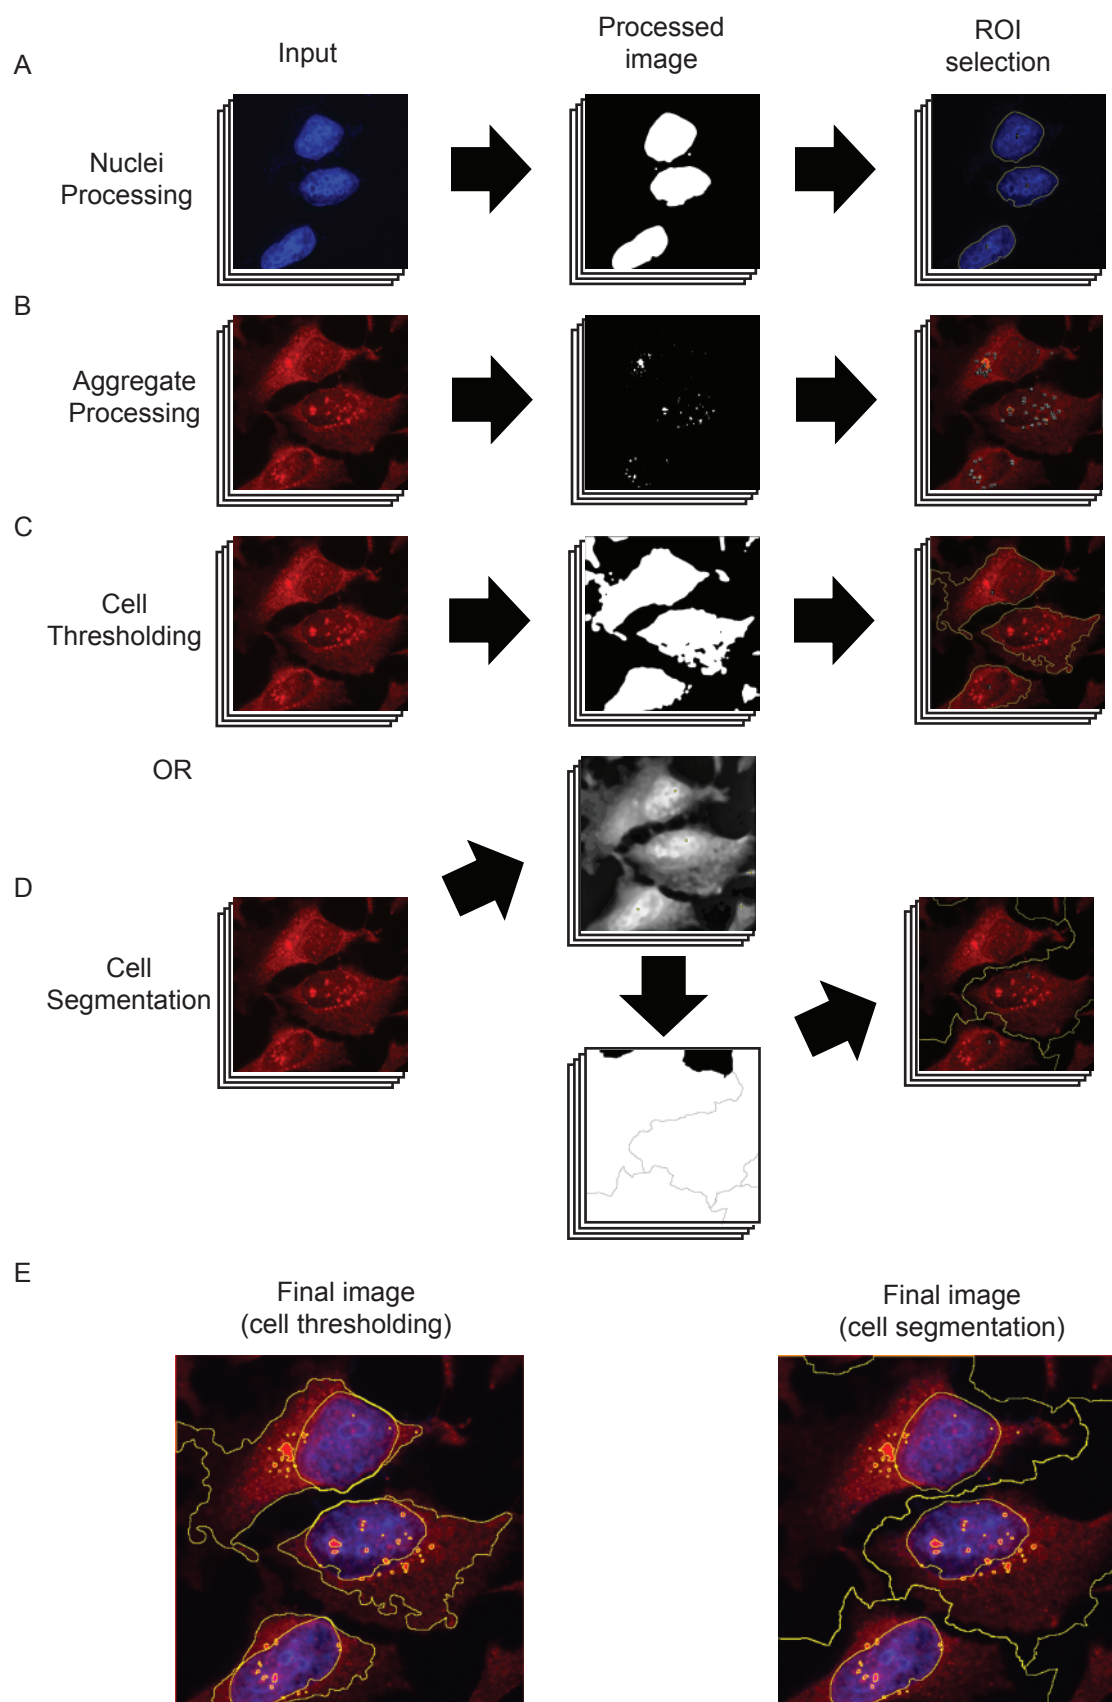 Input
Processed
image
ROI
selection
A
Nuclei
Processing
B
Aggregate
Processing
C
Cell
Thresholding
OR
D
Cell
Segmentation
E
Final image
(cell thresholding)
Final image
(cell segmentation)